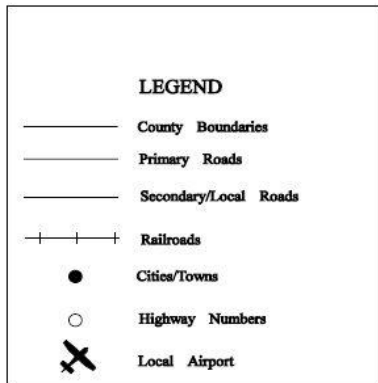 LEGEND
County Boundaries
Primary Roads
Secondary/Local Roads
Railroads
Cities/Towns
Highway Numbers
Local Airport